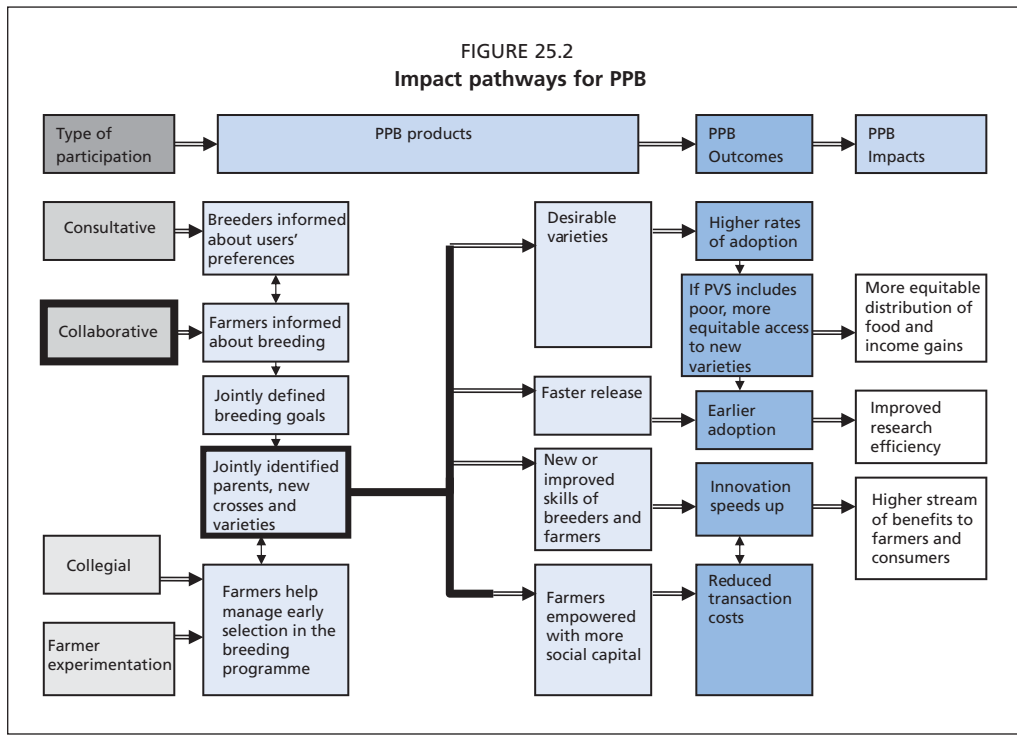 FIGURE 25.2
Impact pathways for PPB
Type of
participation
PPB products
PPB
Outcomes
PPB
Impacts
Consultative
Breeders informed
about users'
preferences
Desirable
varieties
Higher rates
of adoption
If PVS includes
poor, more
equitable access
to new
varieties
More equitable
distribution of
food and
income gains
Collaborative
Farmers informed
about breeding
Jointly defined
breeding goals
Faster release
Earlier
adoption
Improved
research
efficiency
Jointly identified
parents, new
crosses and
varieties
New or
improved
skills of
breeders and
farmers
Innovation
speeds up
Higher stream
of benefits to
farmers and
consumers
Collegial
Farmer
experimentation
Farmers help
manage early
selection in the
breeding
programme
Farmers
empowered
with more
social capital
Reduced
transaction
costs